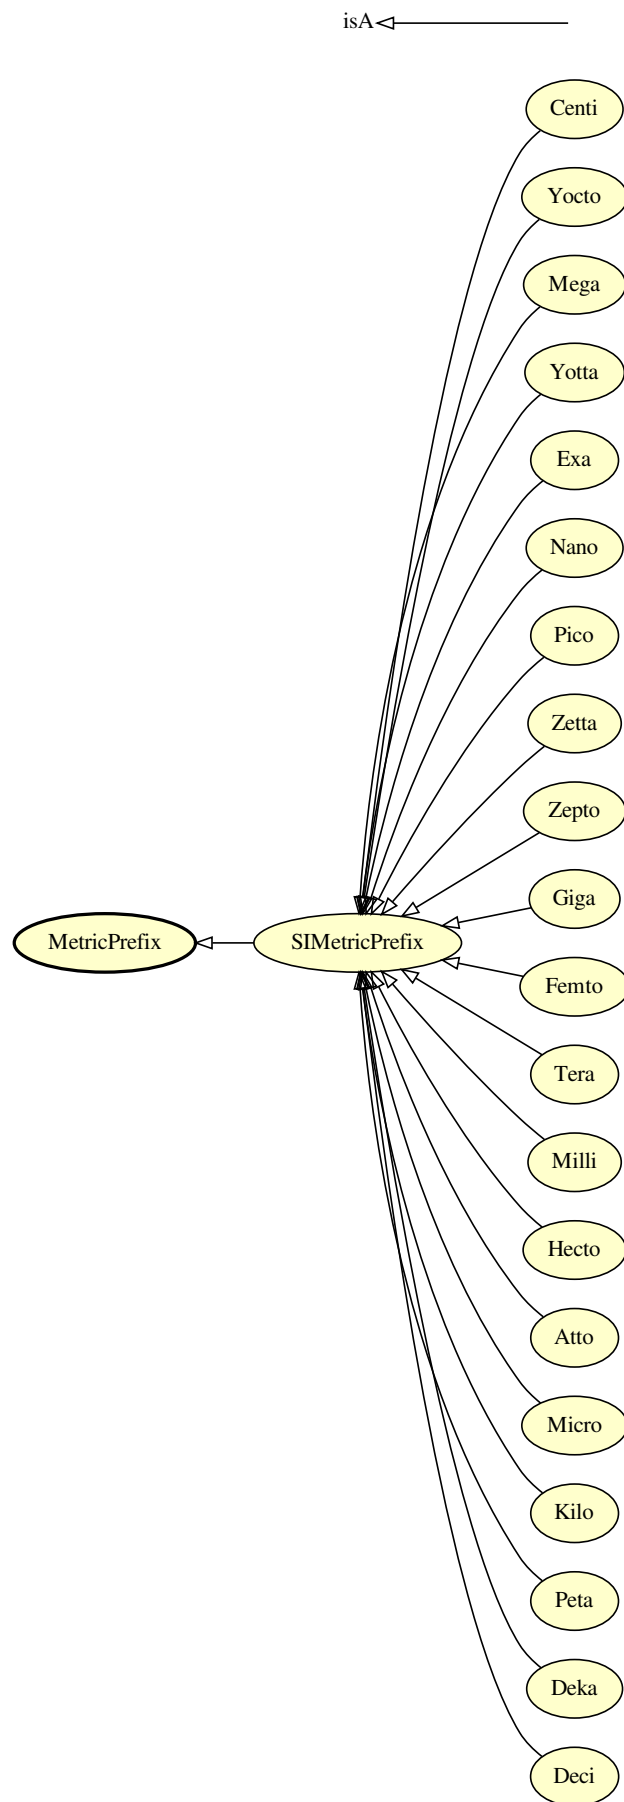 isA
Centi
Yocto
Mega
Yotta
Exa
Nano
Pico
Zetta
Zepto
Giga
MetricPrefix
SIMetricPrefix
Femto
Tera
Milli
Hecto
Atto
Micro
Kilo
Peta
Deka
Deci